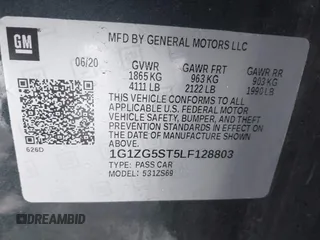 GM
MFD BY GENERAL MOTORS LLC
06/20 GVWR GAWR FRT GAWR RR
1865 KG 963 KG 903 KG
4111 LB 2122 LB 1990 LB
THIS VEHICLE CONFORMS TO ALL APPLICABLE
U.S. FEDERAL MOTOR VEHICLE SAFETY, BUMPER, AND
THEFT PREVENTION STANDARDS
IN EFFECT ON THE DATE OF
MANUFACTURE SHOWN ABOVE.
626D 1G1ZG5ST5LF128803
TYPE: PASS CAR
MODEL: 531ZS69
DREAMBID